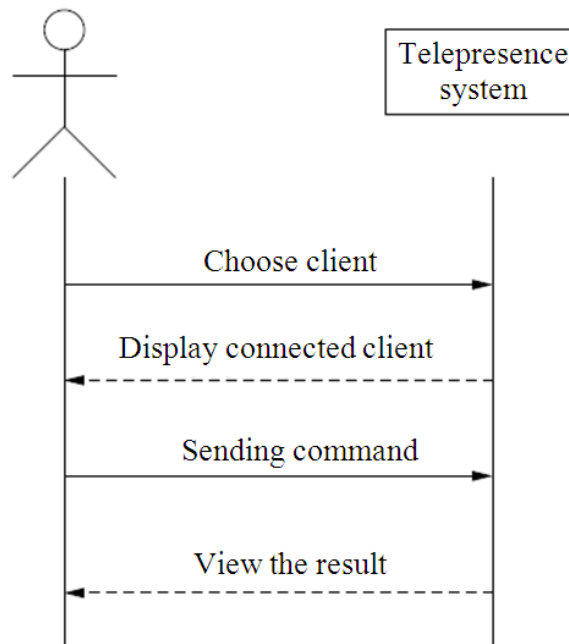 Telepresence
system
Choose client
Display connected client
Sending command
View the result